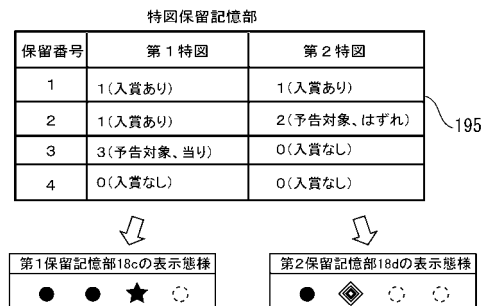 特図保留記憶部
保留番号 第1特図 第2特図
1 1(入賞あり) 1(入賞あり)
2 1(入賞あり) 2(予告対象、はずれ)
3 3(予告対象、当り) 0(入賞なし)
4 0(入賞なし) 0(入賞なし)
195
第1保留記憶部18cの表示態様 第2保留記憶部18dの表示態様